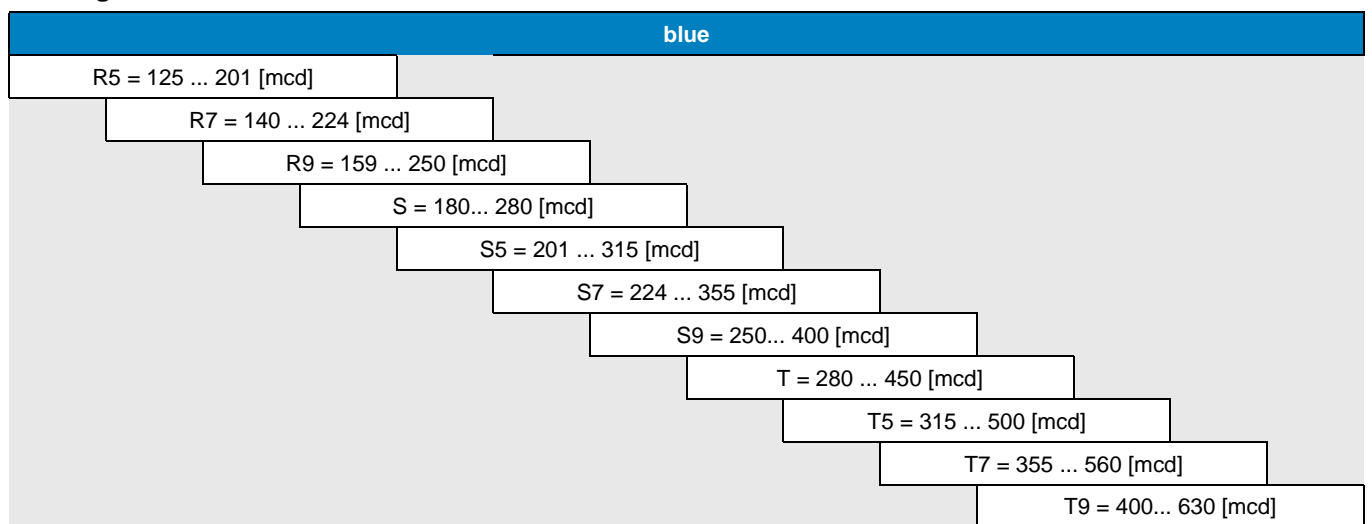 blue
R5 = 125 ... 201 [mcd]
R7 = 140 ... 224 [mcd]
R9 = 159 ... 250 [mcd]
S = 180... 280 [mcd]
S5 = 201 ... 315 [mcd]
S7 = 224 ... 355 [mcd]
S9 = 250... 400 [mcd]
T = 280 ... 450 [mcd]
T5 = 315 ... 500 [mcd]
T7 = 355 ... 560 [mcd]
T9 = 400... 630 [mcd]